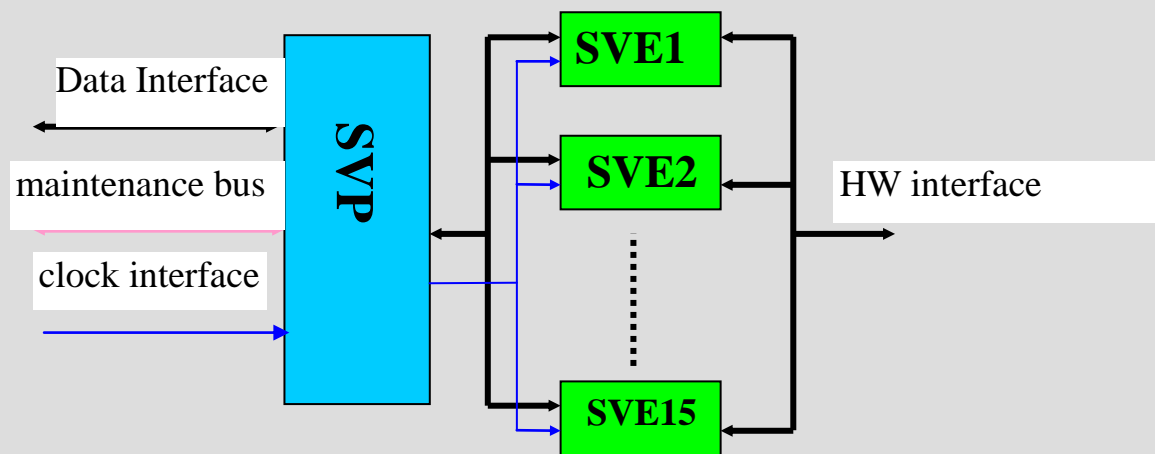 Data Interface
maintenance bus
clock interface
SVP
SVE1
SVE2
SVE15
HW interface